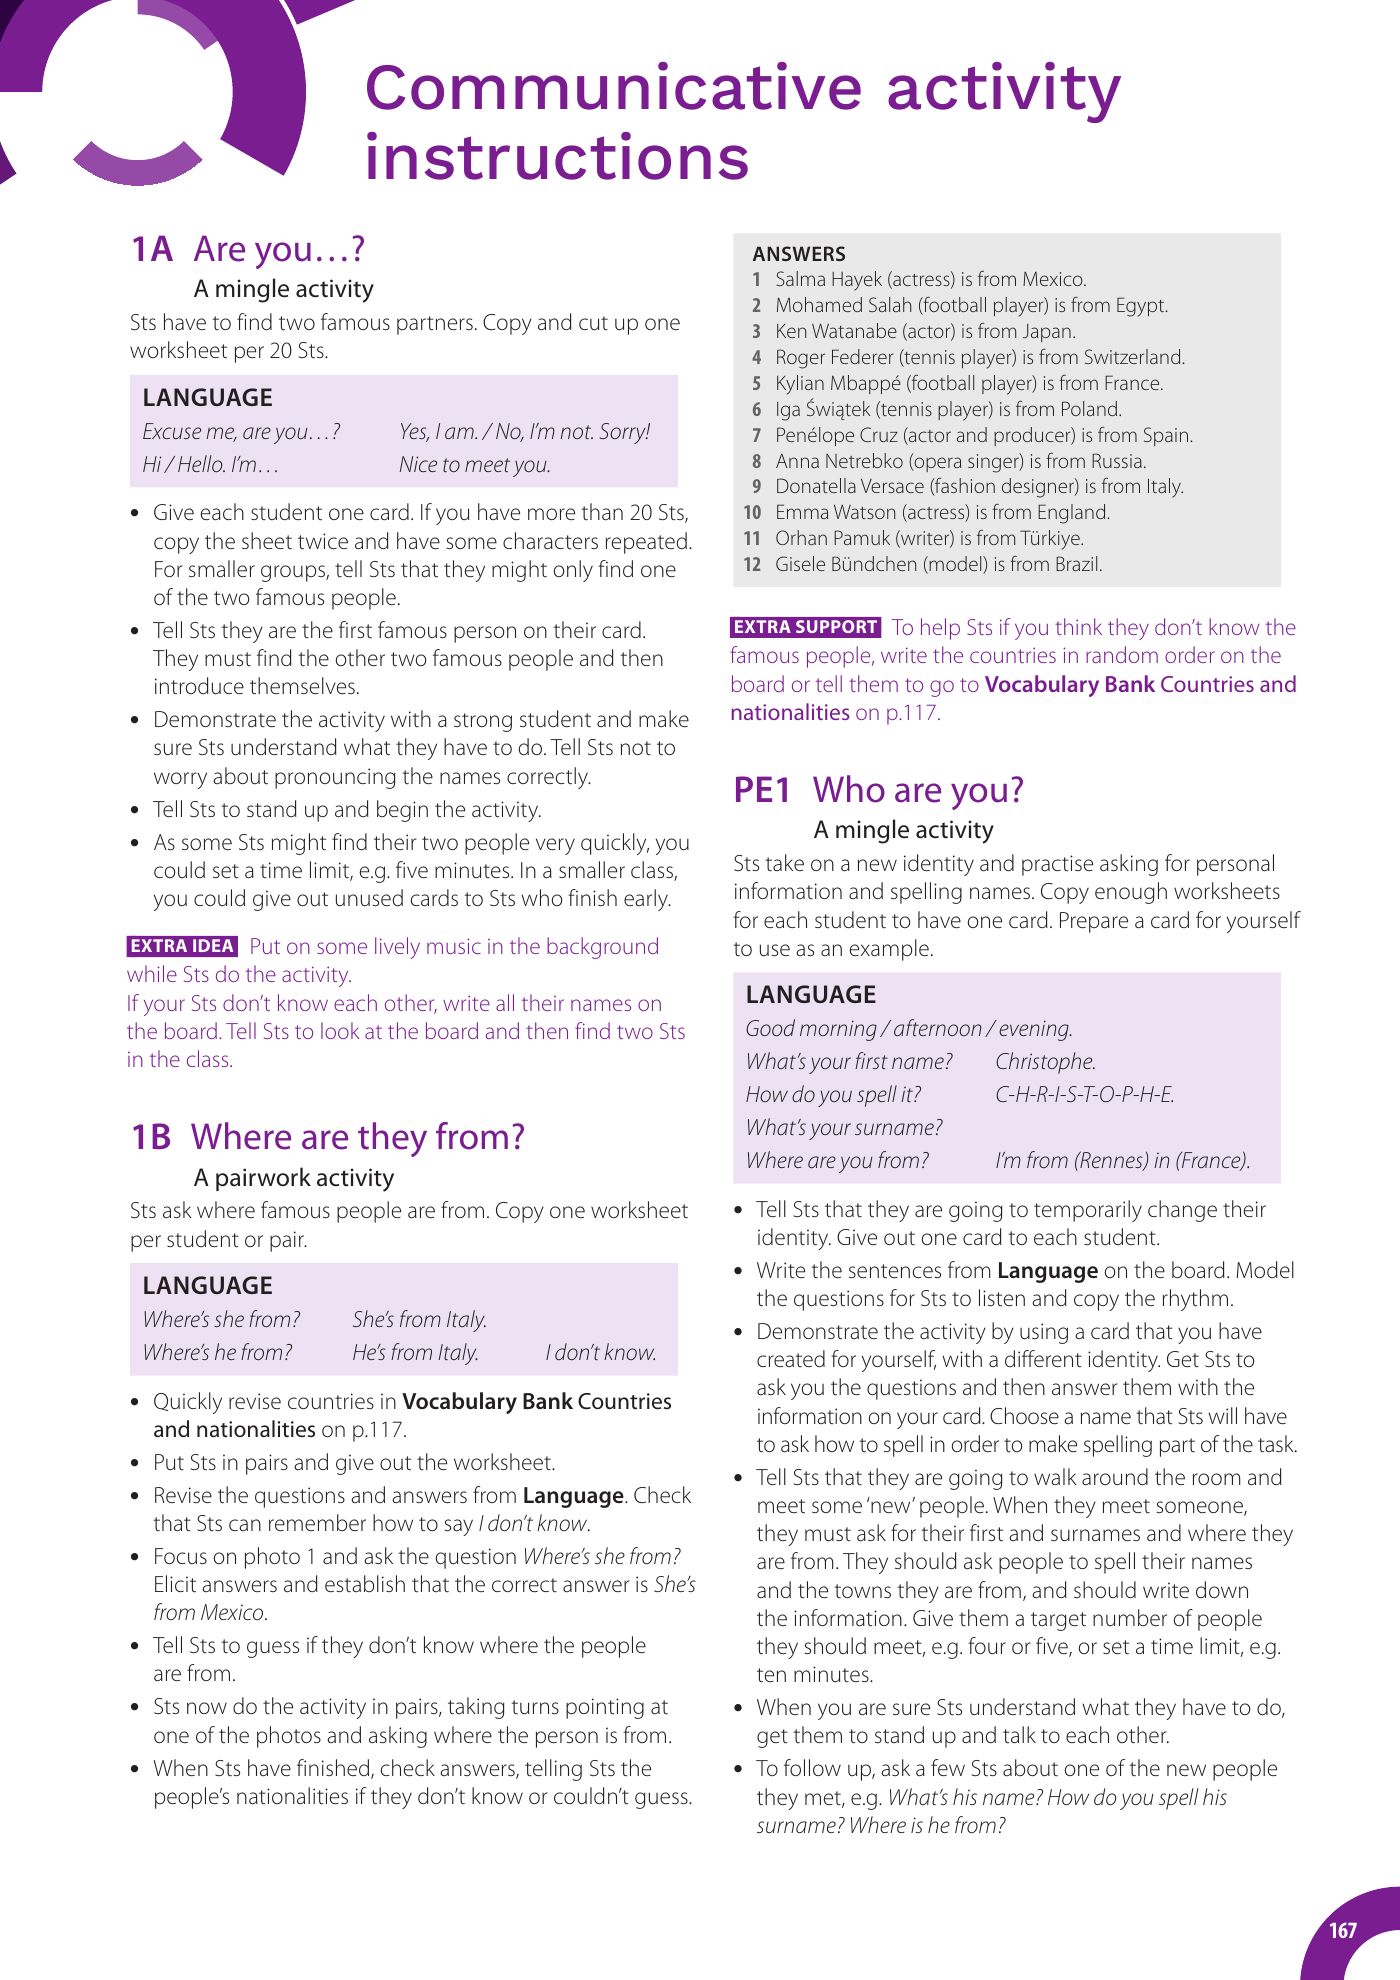 Communicative activity
instructions
1A Are you…?
A mingle activity
Sts have to find two famous partners. Copy and cut up one
worksheet per 20 Sts.
LANGUAGE
Excuse me, are you…? Yes, I am. / No, I’m not. Sorry!
Hi / Hello. I’m… Nice to meet you.
• Give each student one card. If you have more than 20 Sts,
copy the sheet twice and have some characters repeated.
For smaller groups, tell Sts that they might only find one
of the two famous people.
• Tell Sts they are the first famous person on their card.
They must find the other two famous people and then
introduce themselves.
• Demonstrate the activity with a strong student and make
sure Sts understand what they have to do. Tell Sts not to
worry about pronouncing the names correctly.
• Tell Sts to stand up and begin the activity.
• As some Sts might find their two people very quickly, you
could set a time limit, e.g. five minutes. In a smaller class,
you could give out unused cards to Sts who finish early.
EXTRA IDEA Put on some lively music in the background
while Sts do the activity.
If your Sts don’t know each other, write all their names on
the board. Tell Sts to look at the board and then find two Sts
in the class.
1B Where are they from?
A pairwork activity
Sts ask where famous people are from. Copy one worksheet
per student or pair.
LANGUAGE
Where’s she from? She’s from Italy.
Where’s he from? He’s from Italy. I don’t know.
• Quickly revise countries in Vocabulary Bank Countries
and nationalities on p.117.
• Put Sts in pairs and give out the worksheet.
• Revise the questions and answers from Language. Check
that Sts can remember how to say I don’t know.
• Focus on photo 1 and ask the question Where’s she from?
Elicit answers and establish that the correct answer is She’s
from Mexico.
• Tell Sts to guess if they don’t know where the people
are from.
• Sts now do the activity in pairs, taking turns pointing at
one of the photos and asking where the person is from.
• When Sts have finished, check answers, telling Sts the
people’s nationalities if they don’t know or couldn’t guess.
ANSWERS
1 Salma Hayek (actress) is from Mexico.
2 Mohamed Salah (football player) is from Egypt.
3 Ken Watanabe (actor) is from Japan.
4 Roger Federer (tennis player) is from Switzerland.
5 Kylian Mbappé (football player) is from France.
6 Iga Świątek (tennis player) is from Poland.
7 Penélope Cruz (actor and producer) is from Spain.
8 Anna Netrebko (opera singer) is from Russia.
9 Donatella Versace (fashion designer) is from Italy.
10 Emma Watson (actress) is from England.
11 Orhan Pamuk (writer) is from Türkiye.
12 Gisele Bündchen (model) is from Brazil.
EXTRA SUPPORT To help Sts if you think they don’t know the
famous people, write the countries in random order on the
board or tell them to go to Vocabulary Bank Countries and
nationalities on p.117.
PE1 Who are you?
A mingle activity
Sts take on a new identity and practise asking for personal
information and spelling names. Copy enough worksheets
for each student to have one card. Prepare a card for yourself
to use as an example.
LANGUAGE
Good morning / afternoon / evening.
What’s your first name? Christophe.
How do you spell it? C-H-R-I-S-T-O-P-H-E.
What’s your surname?
Where are you from? I’m from (Rennes) in (France).
• Tell Sts that they are going to temporarily change their
identity. Give out one card to each student.
• Write the sentences from Language on the board. Model
the questions for Sts to listen and copy the rhythm.
• Demonstrate the activity by using a card that you have
created for yourself, with a different identity. Get Sts to
ask you the questions and then answer them with the
information on your card. Choose a name that Sts will have
to ask how to spell in order to make spelling part of the task.
• Tell Sts that they are going to walk around the room and
meet some ‘new’ people. When they meet someone,
they must ask for their first and surnames and where they
are from. They should ask people to spell their names
and the towns they are from, and should write down
the information. Give them a target number of people
they should meet, e.g. four or five, or set a time limit, e.g.
ten minutes.
• When you are sure Sts understand what they have to do,
get them to stand up and talk to each other.
• To follow up, ask a few Sts about one of the new people
they met, e.g. What’s his name? How do you spell his
surname? Where is he from?
167